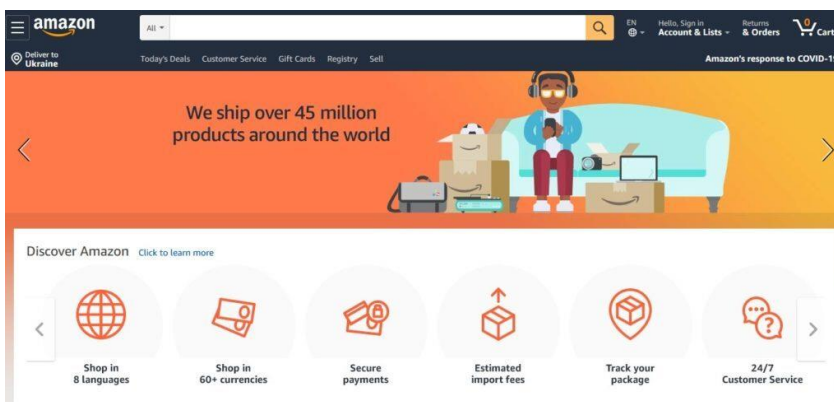 amazon
All
EN
Hello, Sign in
Account & Lists
Returns
& Orders
0
Cart
Deliver to
Ukraine
Today's Deals Customer Service Gift Cards Registry Sell
Amazon's response to COVID-19
We ship over 45 million
products around the world
Discover Amazon Click to learn more
Shop in
8 languages
Shop in
60+ currencies
Secure
payments
Estimated
import fees
Track your
package
24/7
Customer Service